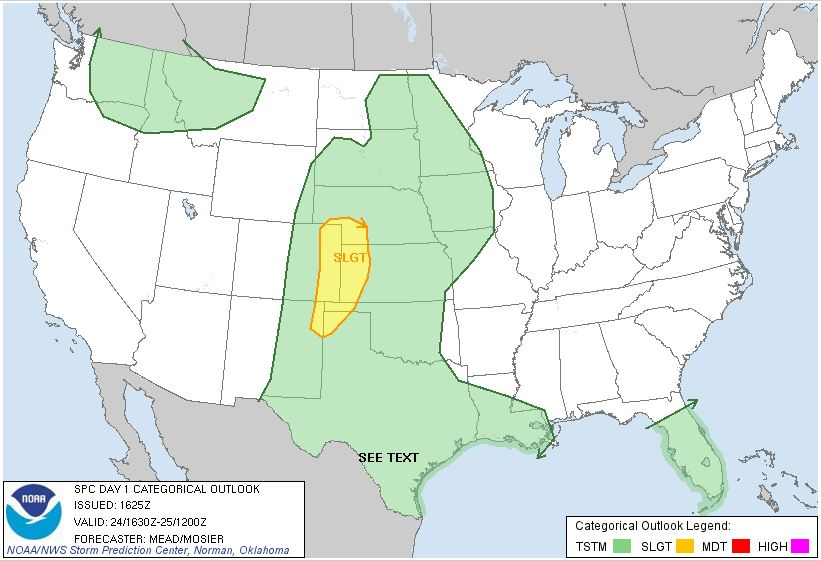 SLGT
SEE TEXT
NOAA
SPC DAY 1 CATEGORICAL OUTLOOK
ISSUED: 1625Z
VALID: 24/1630Z-25/1200Z
FORECASTER: MEAD/MOSIER
NOAA/NWS Storm Prediction Center, Norman, Oklahoma
Categorical Outlook Legend:
TSTM SLGT MDT HIGH